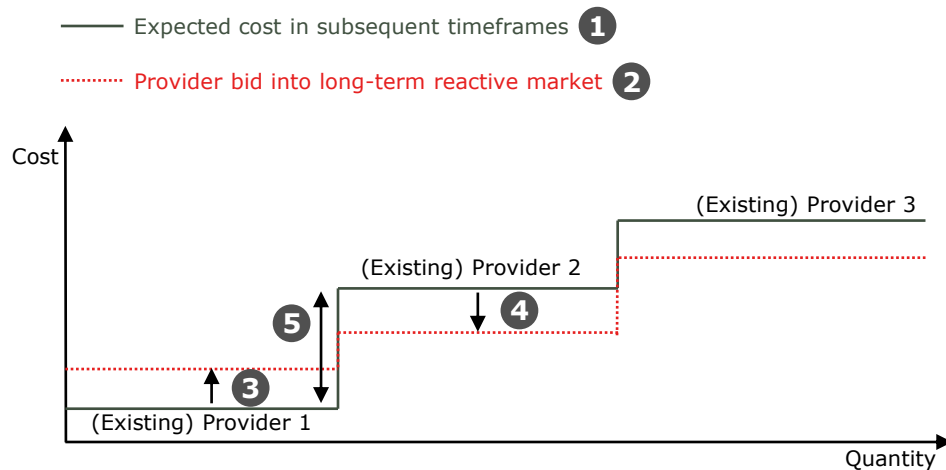 Expected cost in subsequent timeframes 1
Provider bid into long-term reactive market 2
Cost
(Existing) Provider 3
(Existing) Provider 2
5
4
3
(Existing) Provider 1
Quantity